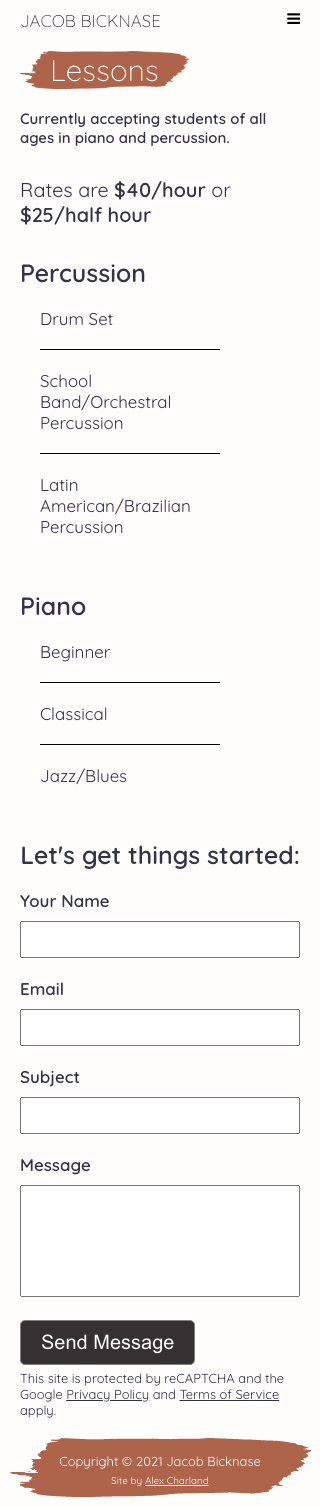 JACOB BICKNASE
Lessons
Currently accepting students of all
ages in piano and percussion.
Rates are $40/hour or
$25/half hour
Percussion
Drum Set
School
Band/Orchestral
Percussion
Latin
American/Brazilian
Percussion
Piano
Beginner
Classical
Jazz/Blues
Let's get things started:
Your Name
Email
Subject
Message
Send Message
This site is protected by reCAPTCHA and the
Google Privacy Policy and Terms of Service
apply.
Copyright © 2021 Jacob Bicknase
Site by Alex Charland